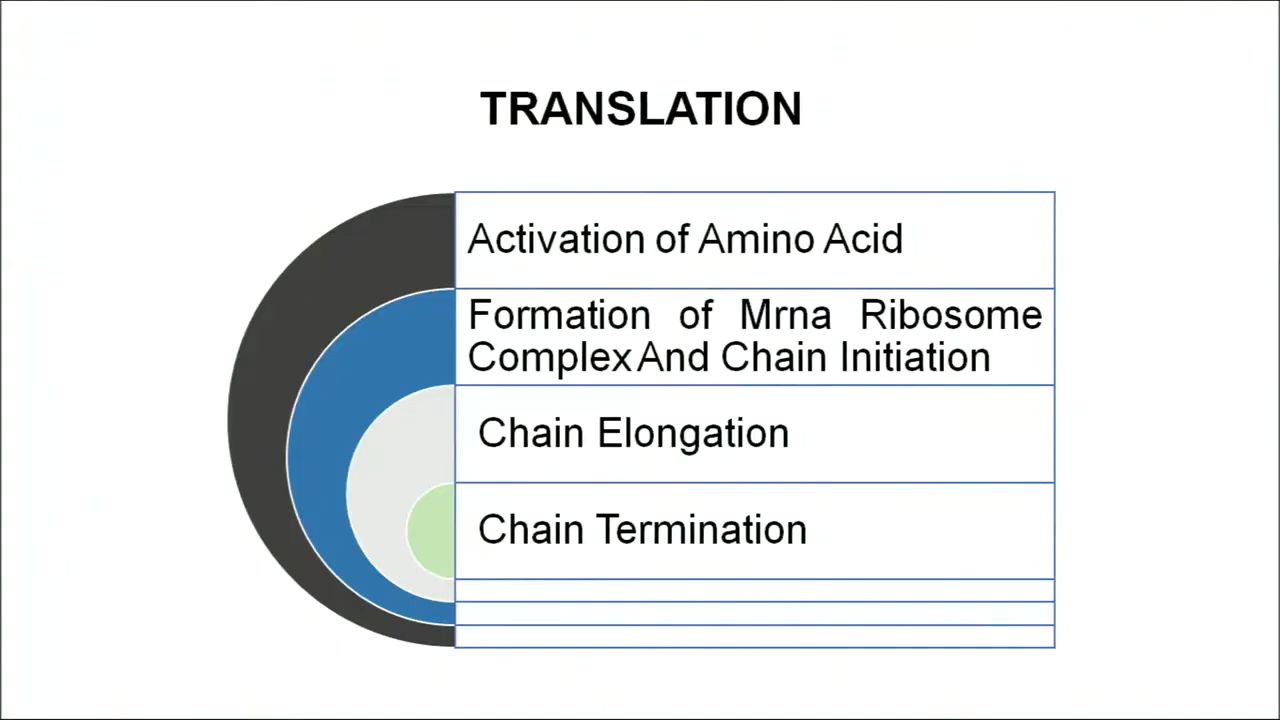 TRANSLATION
Activation of Amino Acid
Formation of Mrna Ribosome
Complex And Chain Initiation
Chain Elongation
Chain Termination